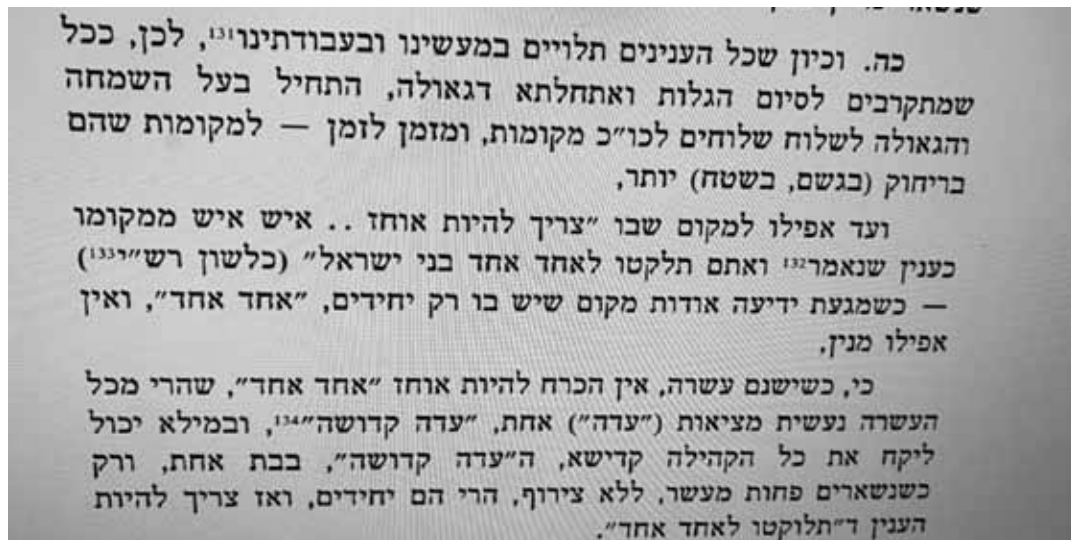 כה. וכיון שכל הענינים תלויים במעשינו ובעבודתינו131, לכן, ככל
שמתקרבים לסיום הגלות ואתחלתא דגאולה, התחיל בעל השמחה
והגאולה לשלוח שלוחים לכו״כ מקומות, ומזמן לזמן — למקומות שהם
בריחוק (בגשם, בשטח) יותר,
ועד אפילו למקום שבו ״צריך להיות אוחז .. איש איש ממקומו
כענין שנאמר132 ואתם תלקטו לאחד אחד בני ישראל״ (כלשון רש״י133)
— כשמגעת ידיעה אודות מקום שיש בו רק יחידים, ״אחד אחד״, ואין
אפילו מנין,
כי, כשישנם עשרה, אין הכרח להיות אוחז ״אחד אחד״, שהרי מכל
העשרה נעשית מציאות (״עדה״) אחת, ״עדה קדושה״134, ובמילא יכול
ליקח את כל הקהילה קדישא, ה״עדה קדושה״, בבת אחת, ורק
כשנשארים פחות מעשר, ללא צירוף, הרי הם יחידים, ואז צריך להיות
הענין ד״תלוקטו לאחד אחד״.